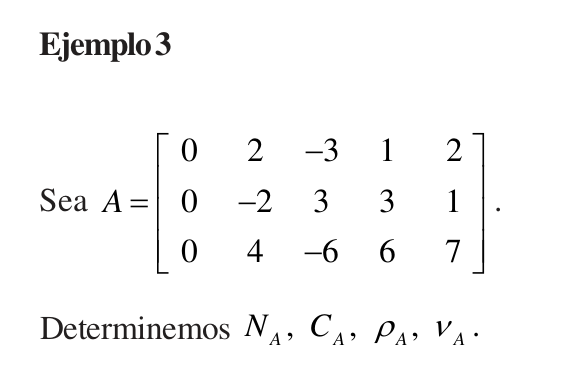 Ejemplo 3
0 2 –3 1 2
Sea A = 0 –2 3 3 1 .
0 4 –6 6 7
Determinemos N_A, C_A, ρ_A, ν_A.